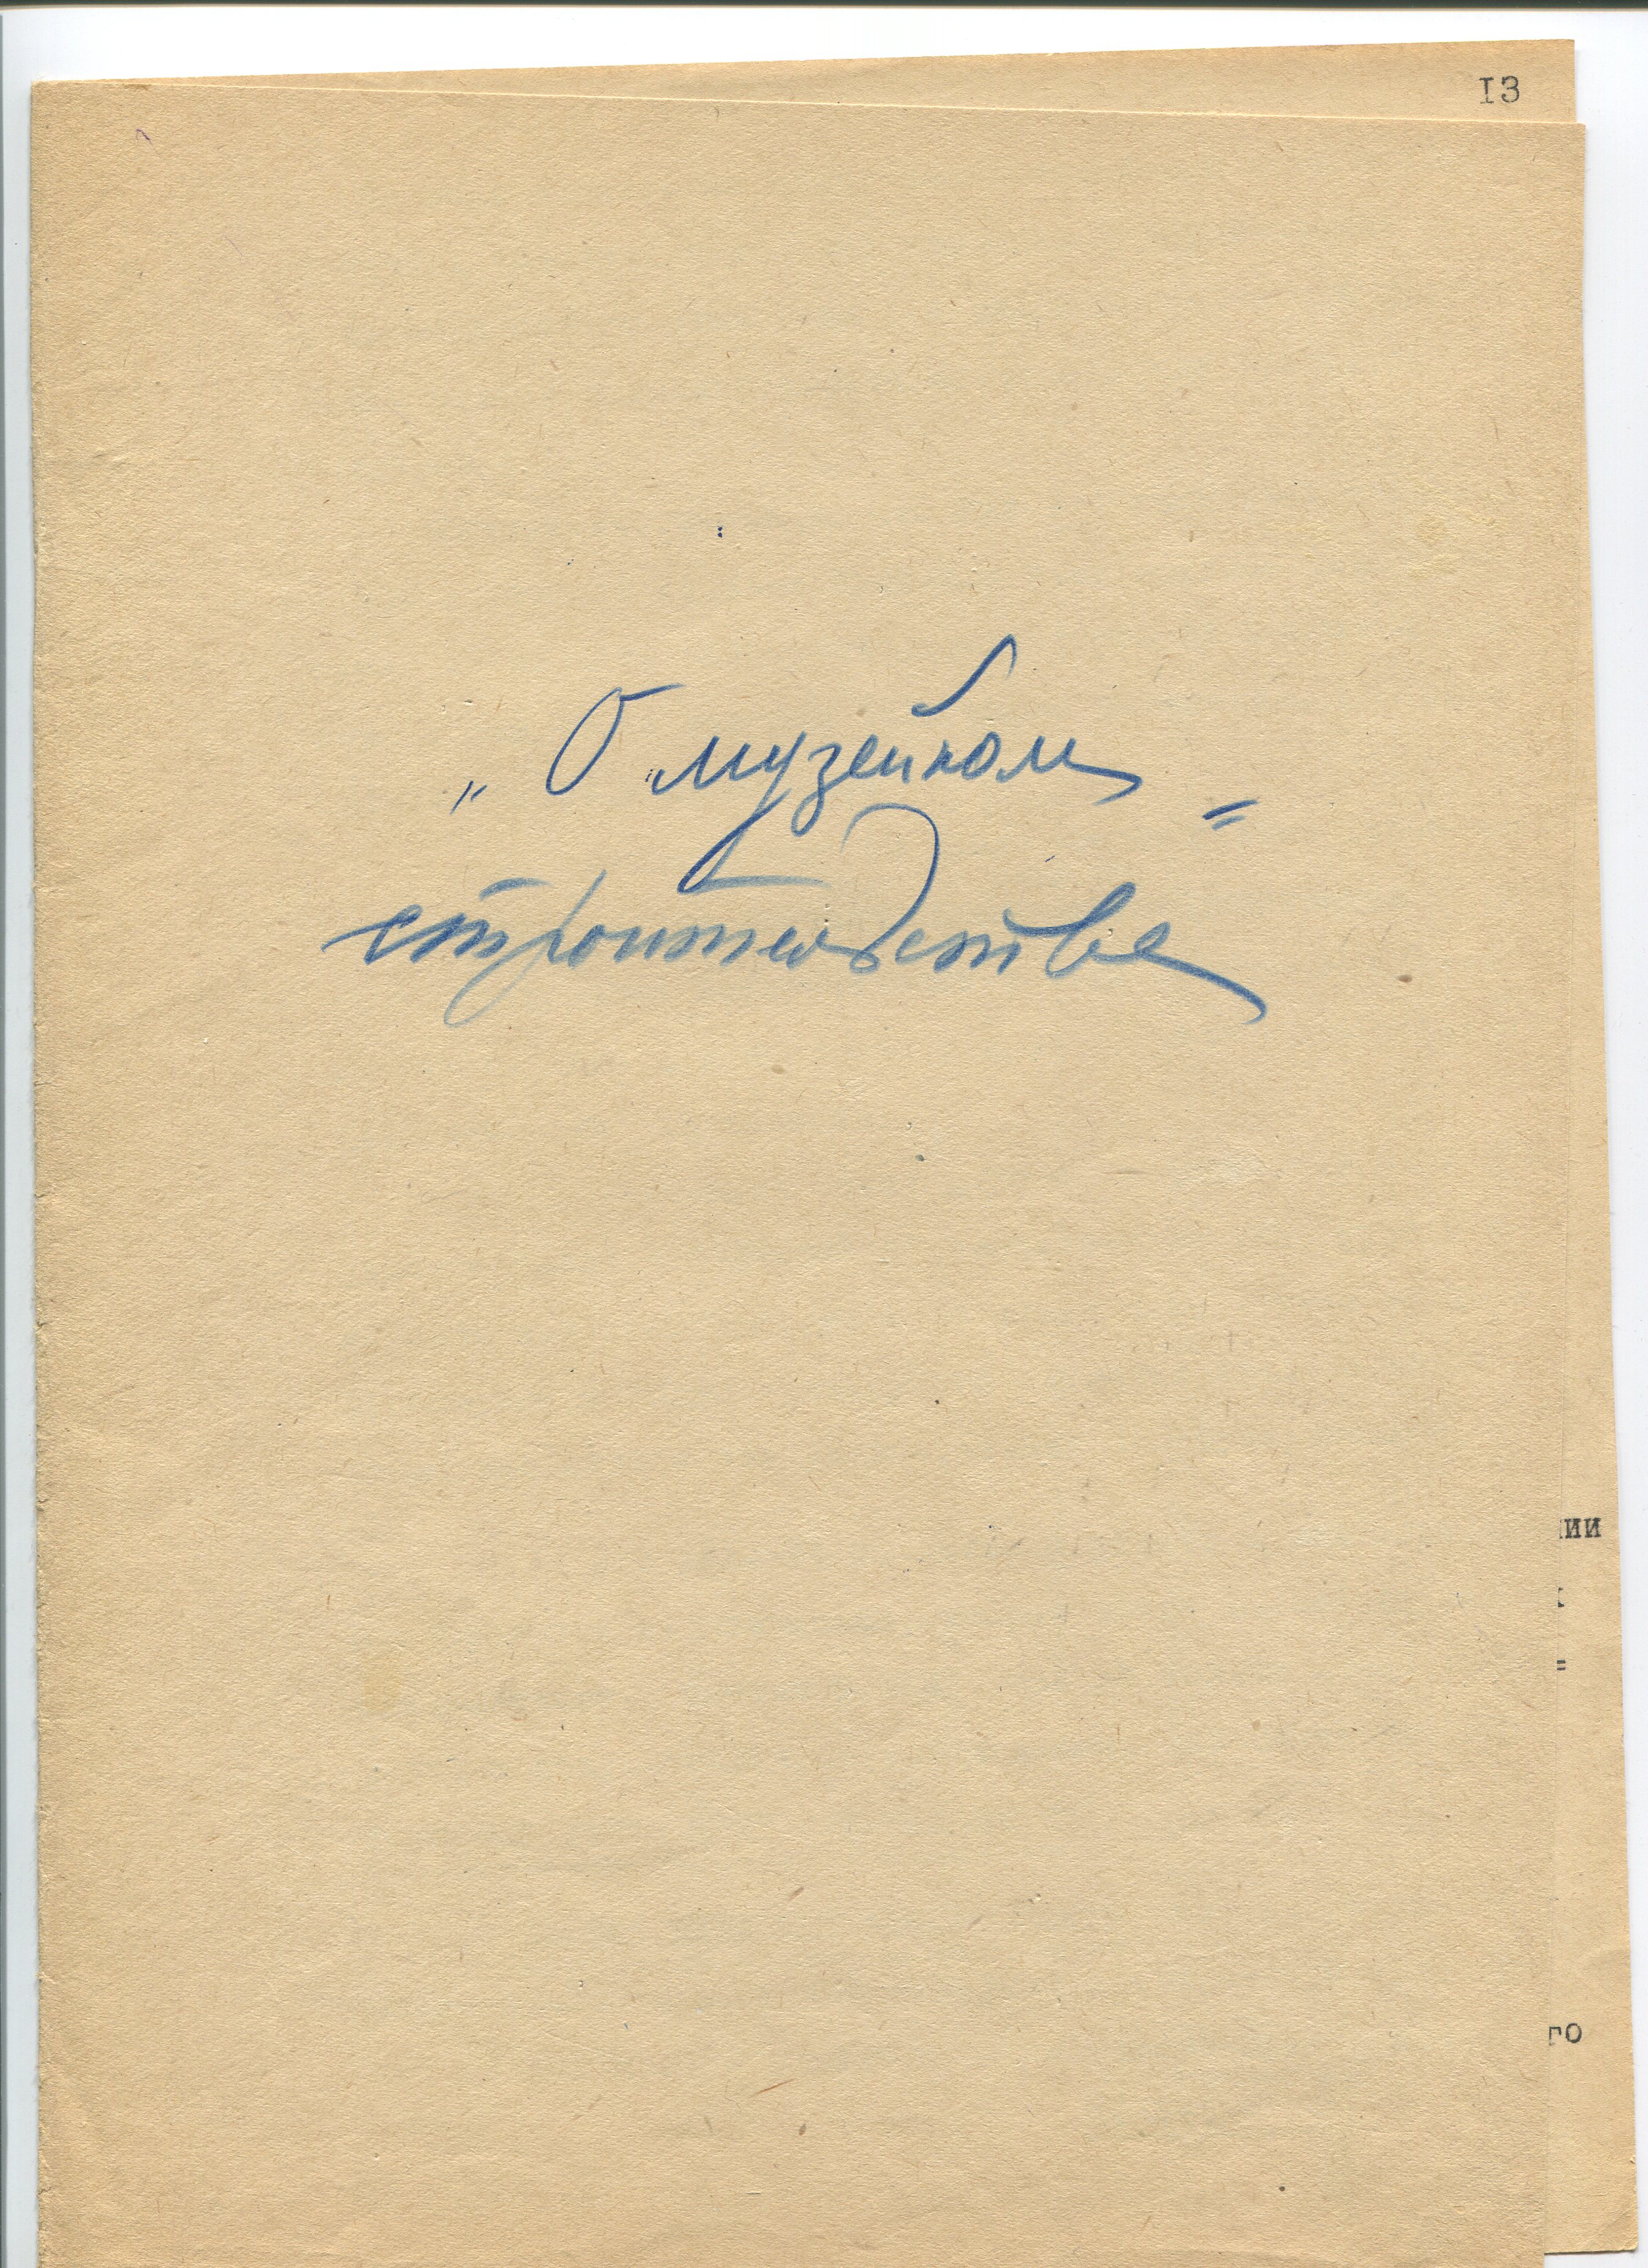 13
„О музейном =
строительстве
ии
=
го